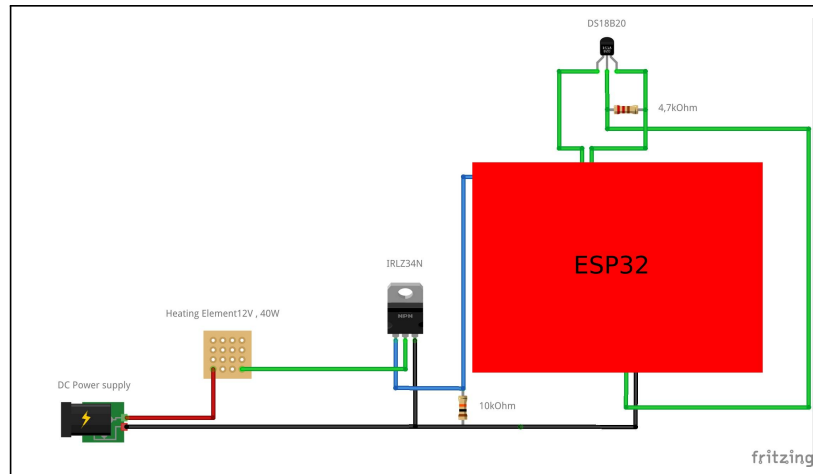 DS18B20
4,7kOhm
ESP32
IRLZ34N
Heating Element12V , 40W
DC Power supply
10kOhm
fritzing